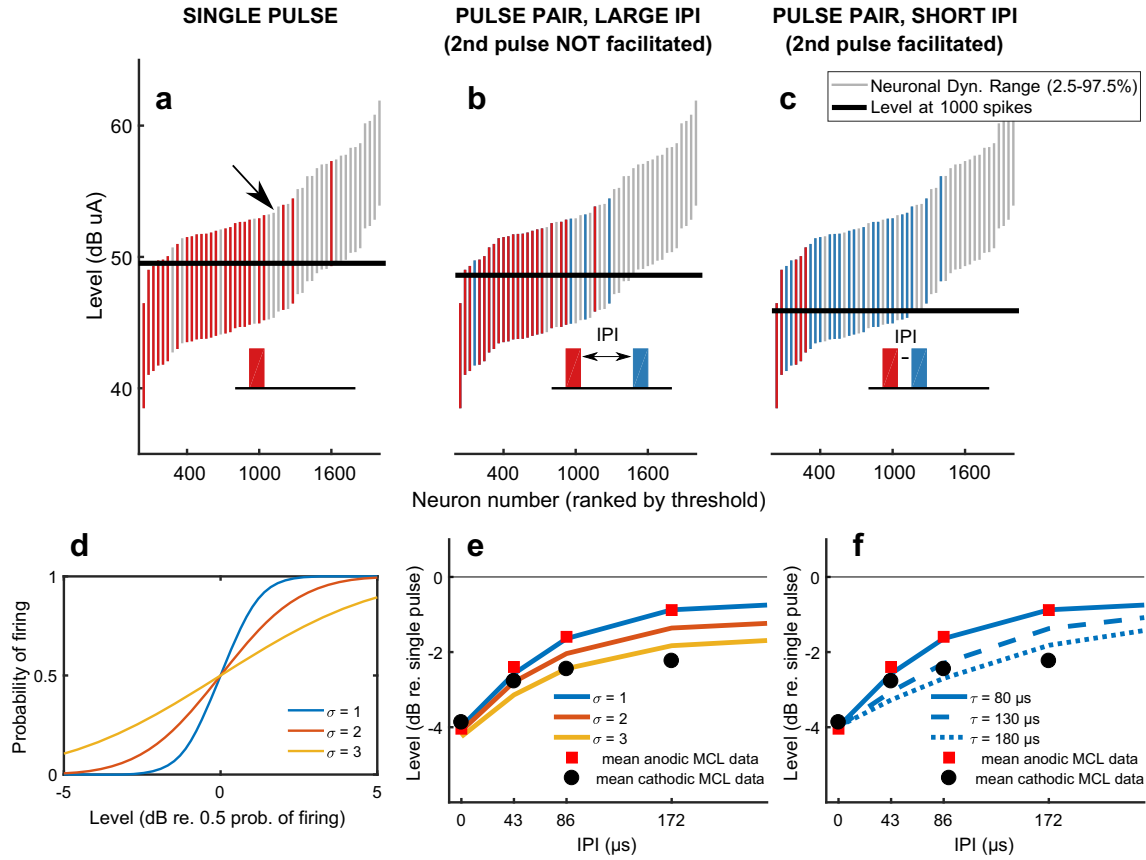 SINGLE PULSE
PULSE PAIR, LARGE IPI
(2nd pulse NOT facilitated)
PULSE PAIR, SHORT IPI
(2nd pulse facilitated)
a
b
c
Neuronal Dyn. Range (2.5-97.5%)
Level at 1000 spikes
Level (dB uA)
60
50
40
IPI
IPI
400
1000
1600
400
1000
1600
400
1000
1600
Neuron number (ranked by threshold)
d
Probability of firing
1
0.5
0
σ = 1
σ = 2
σ = 3
-5
0
5
Level (dB re. 0.5 prob. of firing)
e
Level (dB re. single pulse)
0
-2
-4
σ = 1
σ = 2
σ = 3
mean anodic MCL data
mean cathodic MCL data
0
43
86
172
IPI (μs)
f
Level (dB re. single pulse)
0
-2
-4
τ = 80 μs
τ = 130 μs
τ = 180 μs
mean anodic MCL data
mean cathodic MCL data
0
43
86
172
IPI (μs)